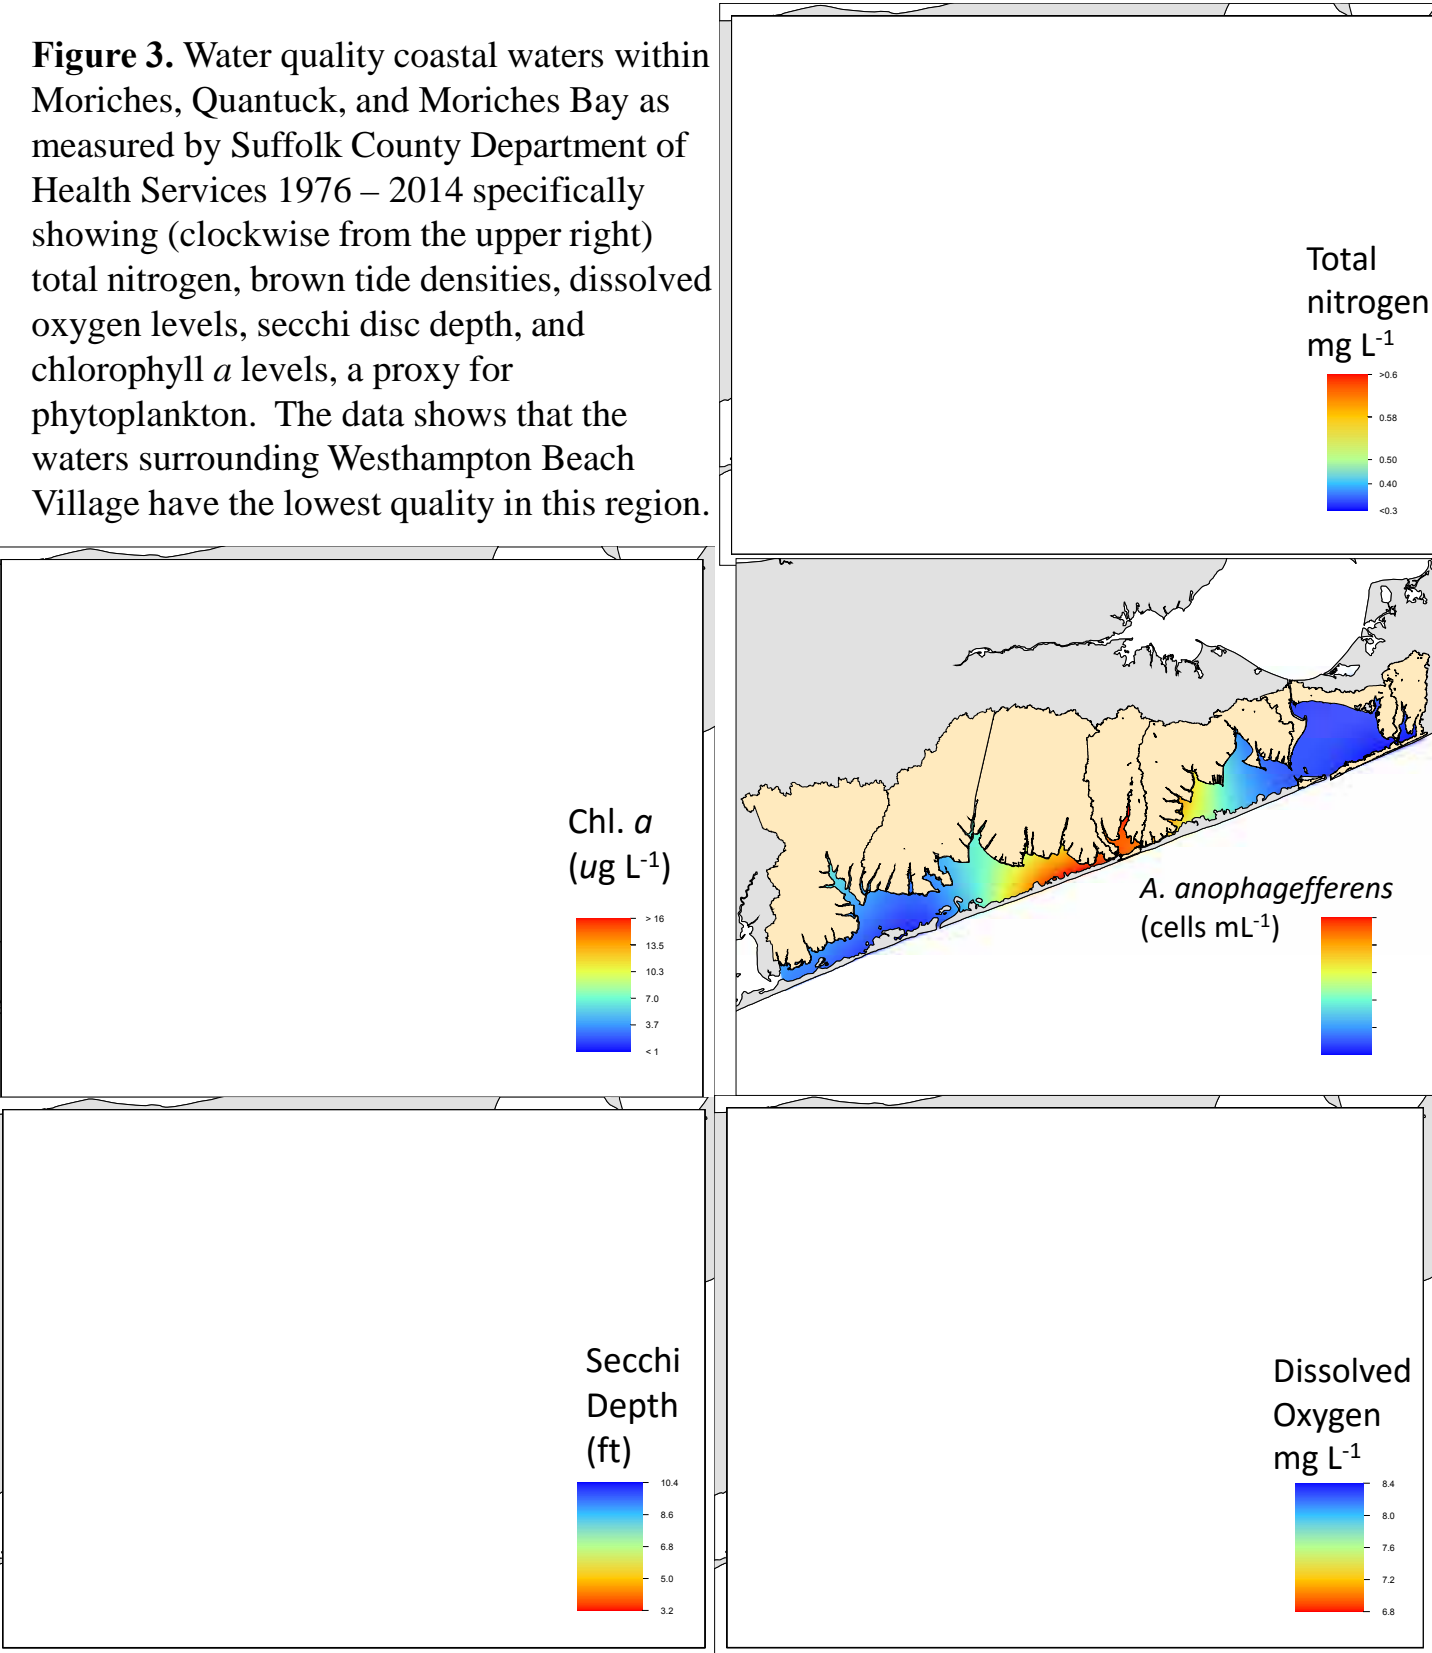 Figure 3. Water quality coastal waters within
Moriches, Quantuck, and Moriches Bay as
measured by Suffolk County Department of
Health Services 1976 – 2014 specifically
showing (clockwise from the upper right)
total nitrogen, brown tide densities, dissolved
oxygen levels, secchi disc depth, and
chlorophyll a levels, a proxy for
phytoplankton.  The data shows that the
waters surrounding Westhampton Beach
Village have the lowest quality in this region.
Total
nitrogen
mg L-1
>0.6
0.58
0.50
0.40
<0.3
Chl. a
(ug L-1)
> 16
13.5
10.3
7.0
3.7
< 1
A. anophagefferens
(cells mL-1)
Secchi
Depth
(ft)
10.4
8.6
6.8
5.0
3.2
Dissolved
Oxygen
mg L-1
8.4
8.0
7.6
7.2
6.8